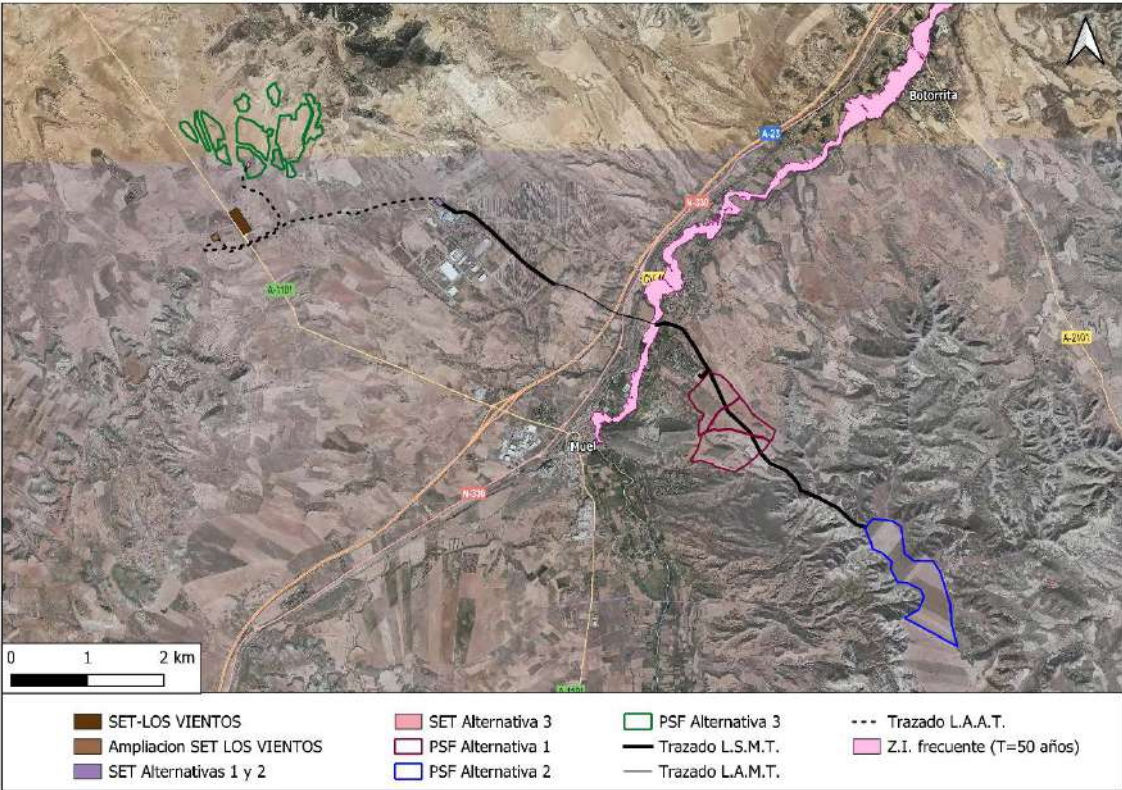 Botorrita
A-23
N-330
A-1101
A-2101
Muel
N-330
0 1 2 km
SET-LOS VIENTOS
Ampliacion SET LOS VIENTOS
SET Alternativas 1 y 2
SET Alternativa 3
PSF Alternativa 1
PSF Alternativa 2
PSF Alternativa 3
Trazado L.S.M.T.
Trazado L.A.M.T.
Trazado L.A.A.T.
Z.I. frecuente (T=50 años)